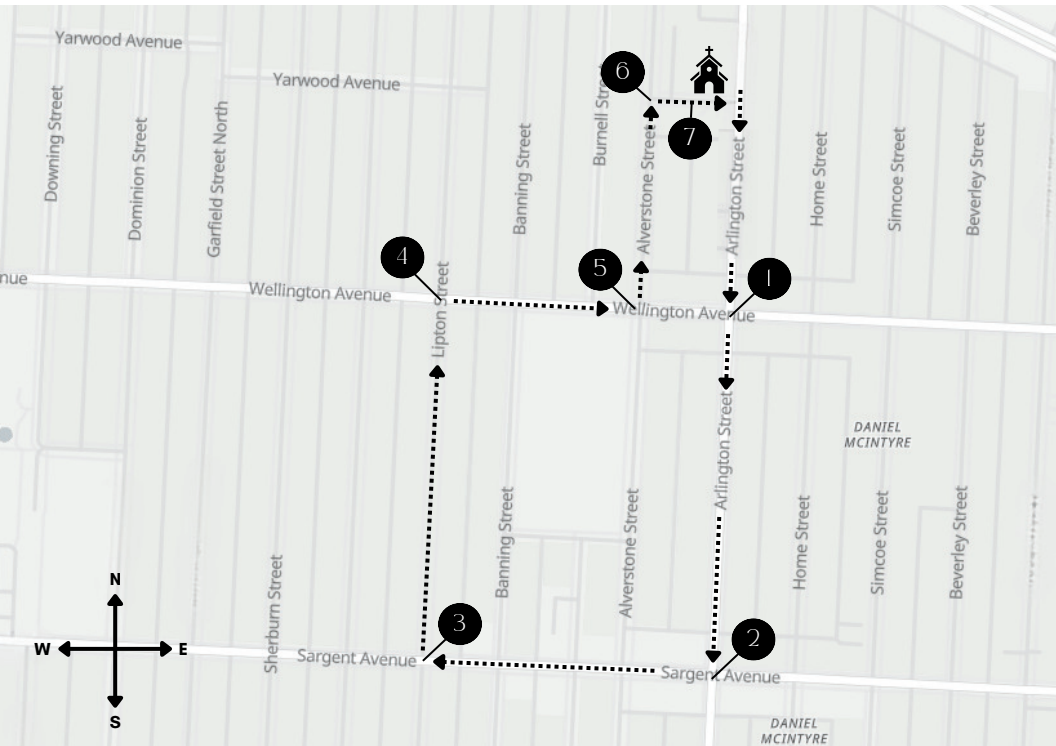 Yarwood Avenue
Yarwood Avenue
6
7
Downing Street
Dominion Street
Garfield Street North
Banning Street
Burnell Street
Alverstone Street
Arlington Street
Home Street
Simcoe Street
Beverley Street
4
5
1
nue
Wellington Avenue
Wellington Avenue
Lipton Street
Arlington Street
DANIEL
MCINTYRE
Banning Street
Alverstone Street
Home Street
Simcoe Street
Beverley Street
Sherburn Street
N
W
E
S
3
2
Sargent Avenue
Sargent Avenue
DANIEL
MCINTYRE